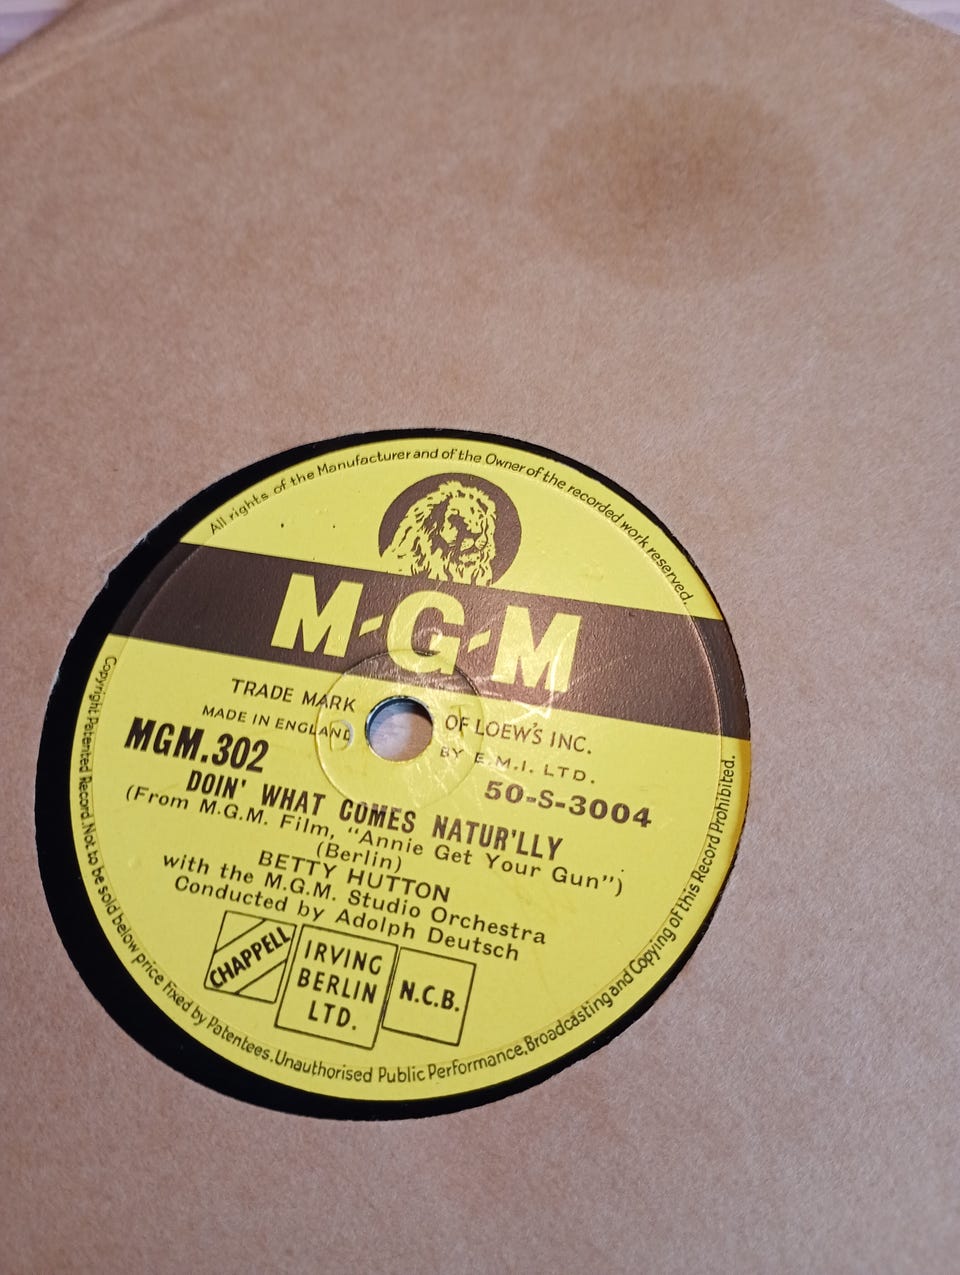 All rights of the Manufacturer and of the Owner of the recorded work reserved.
M-G-M
TRADE MARK OF LOEW'S INC.
MADE IN ENGLAND BY E.M.I. LTD.
MGM.302
50-S-3004
DOIN' WHAT COMES NATUR'LLY
(From M.G.M. Film, "Annie Get Your Gun")
(Berlin)
BETTY HUTTON
with the M.G.M. Studio Orchestra
Conducted by Adolph Deutsch
CHAPPELL
IRVING
BERLIN
LTD.
N.C.B.
Copyright Patented Record. Not to be sold below price fixed by Patentees. Unauthorised Public Performance, Broadcasting and Copying of this Record Prohibited.